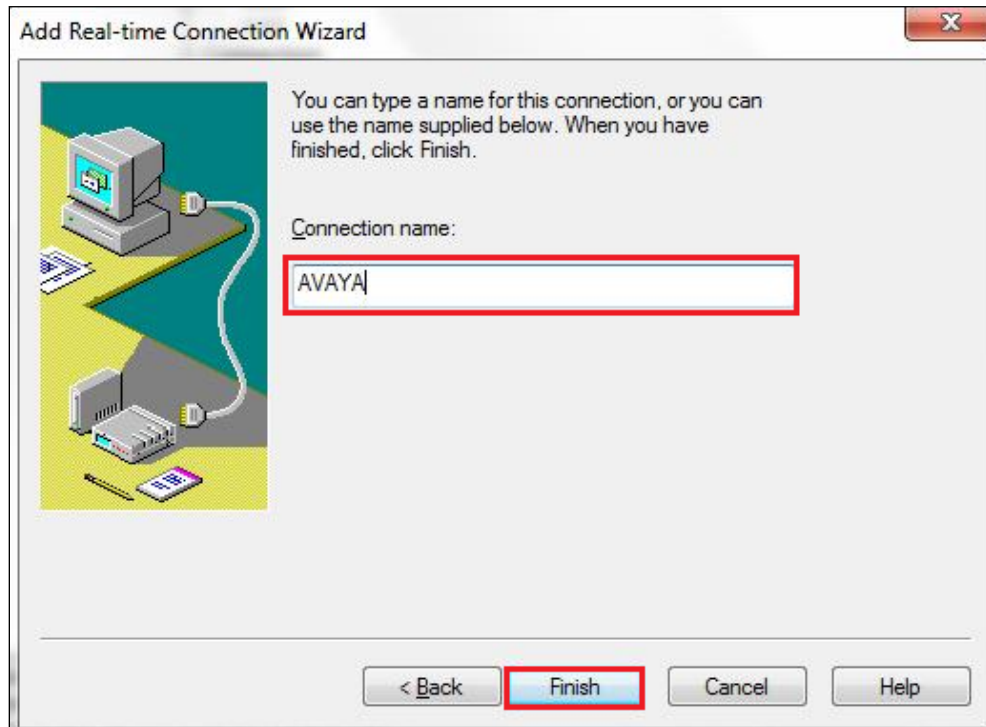 Add Real-time Connection Wizard
You can type a name for this connection, or you can
use the name supplied below. When you have
finished, click Finish.
Connection name:
AVAYA
< Back Finish Cancel Help